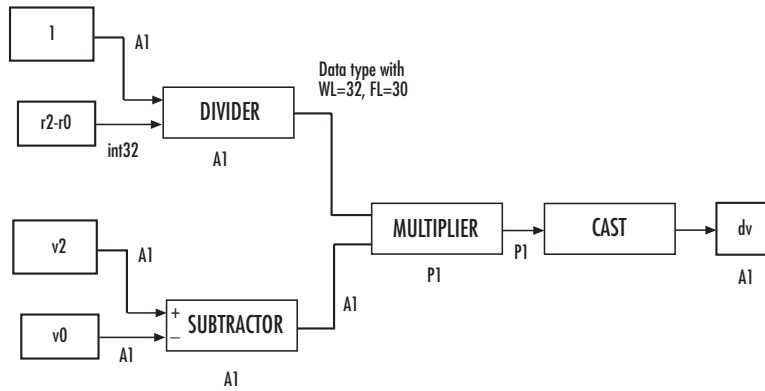 1
A1
Data type with
WL=32, FL=30
DIVIDER
r2-r0
int32
A1
v2
A1
MULTIPLIER
P1
P1
CAST
dv
A1
A1
+
SUBTRACTOR
−
v0
A1
A1